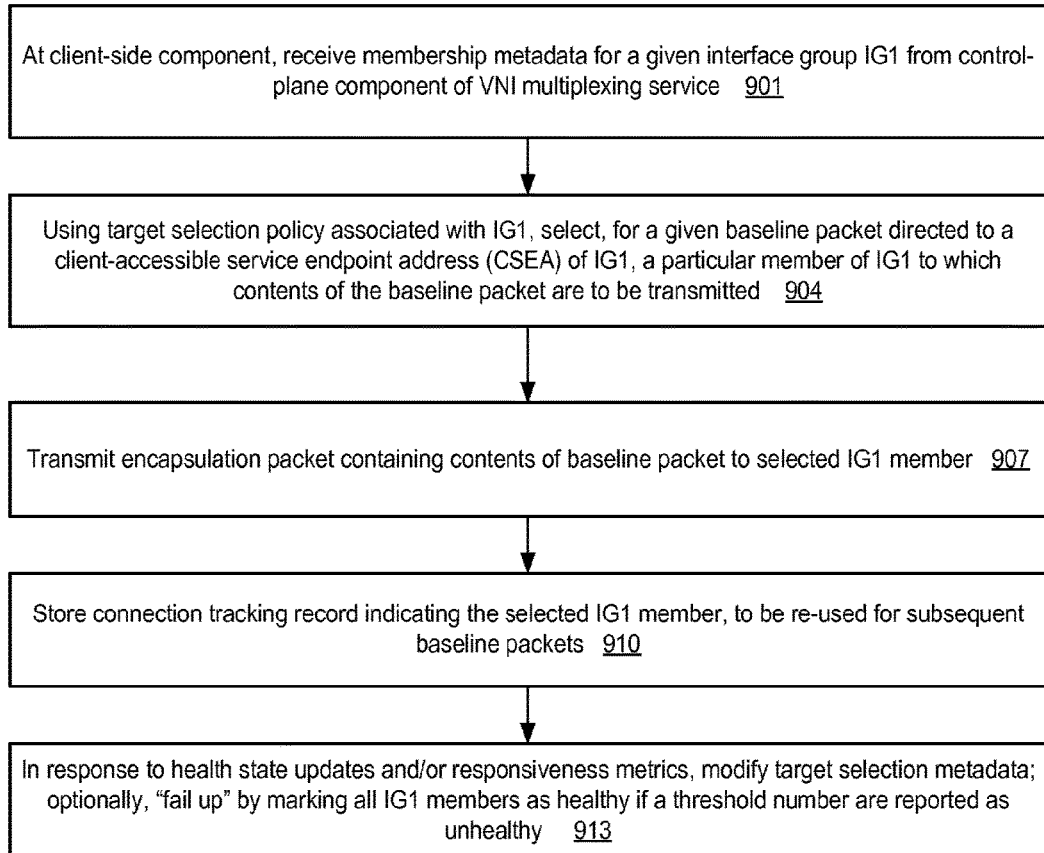 At client-side component, receive membership metadata for a given interface group IG1 from control-
plane component of VNI multiplexing service 901
Using target selection policy associated with IG1, select, for a given baseline packet directed to a
client-accessible service endpoint address (CSEA) of IG1, a particular member of IG1 to which
contents of the baseline packet are to be transmitted 904
Transmit encapsulation packet containing contents of baseline packet to selected IG1 member 907
Store connection tracking record indicating the selected IG1 member, to be re-used for subsequent
baseline packets 910
In response to health state updates and/or responsiveness metrics, modify target selection metadata;
optionally, “fail up” by marking all IG1 members as healthy if a threshold number are reported as
unhealthy 913